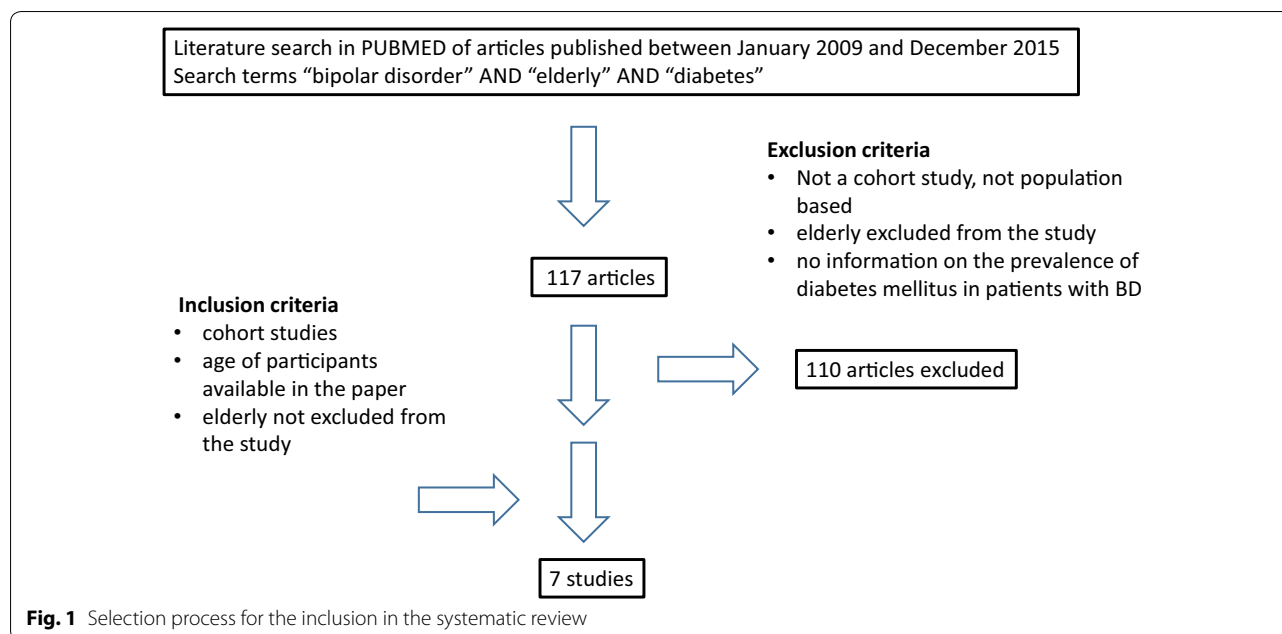 Literature search in PUBMED of articles published between January 2009 and December 2015
Search terms “bipolar disorder” AND “elderly” AND “diabetes”
Exclusion criteria
• Not a cohort study, not population
based
• elderly excluded from the study
• no information on the prevalence of
diabetes mellitus in patients with BD
117 articles
Inclusion criteria
• cohort studies
• age of participants
available in the paper
• elderly not excluded from
the study
110 articles excluded
7 studies
Fig. 1 Selection process for the inclusion in the systematic review